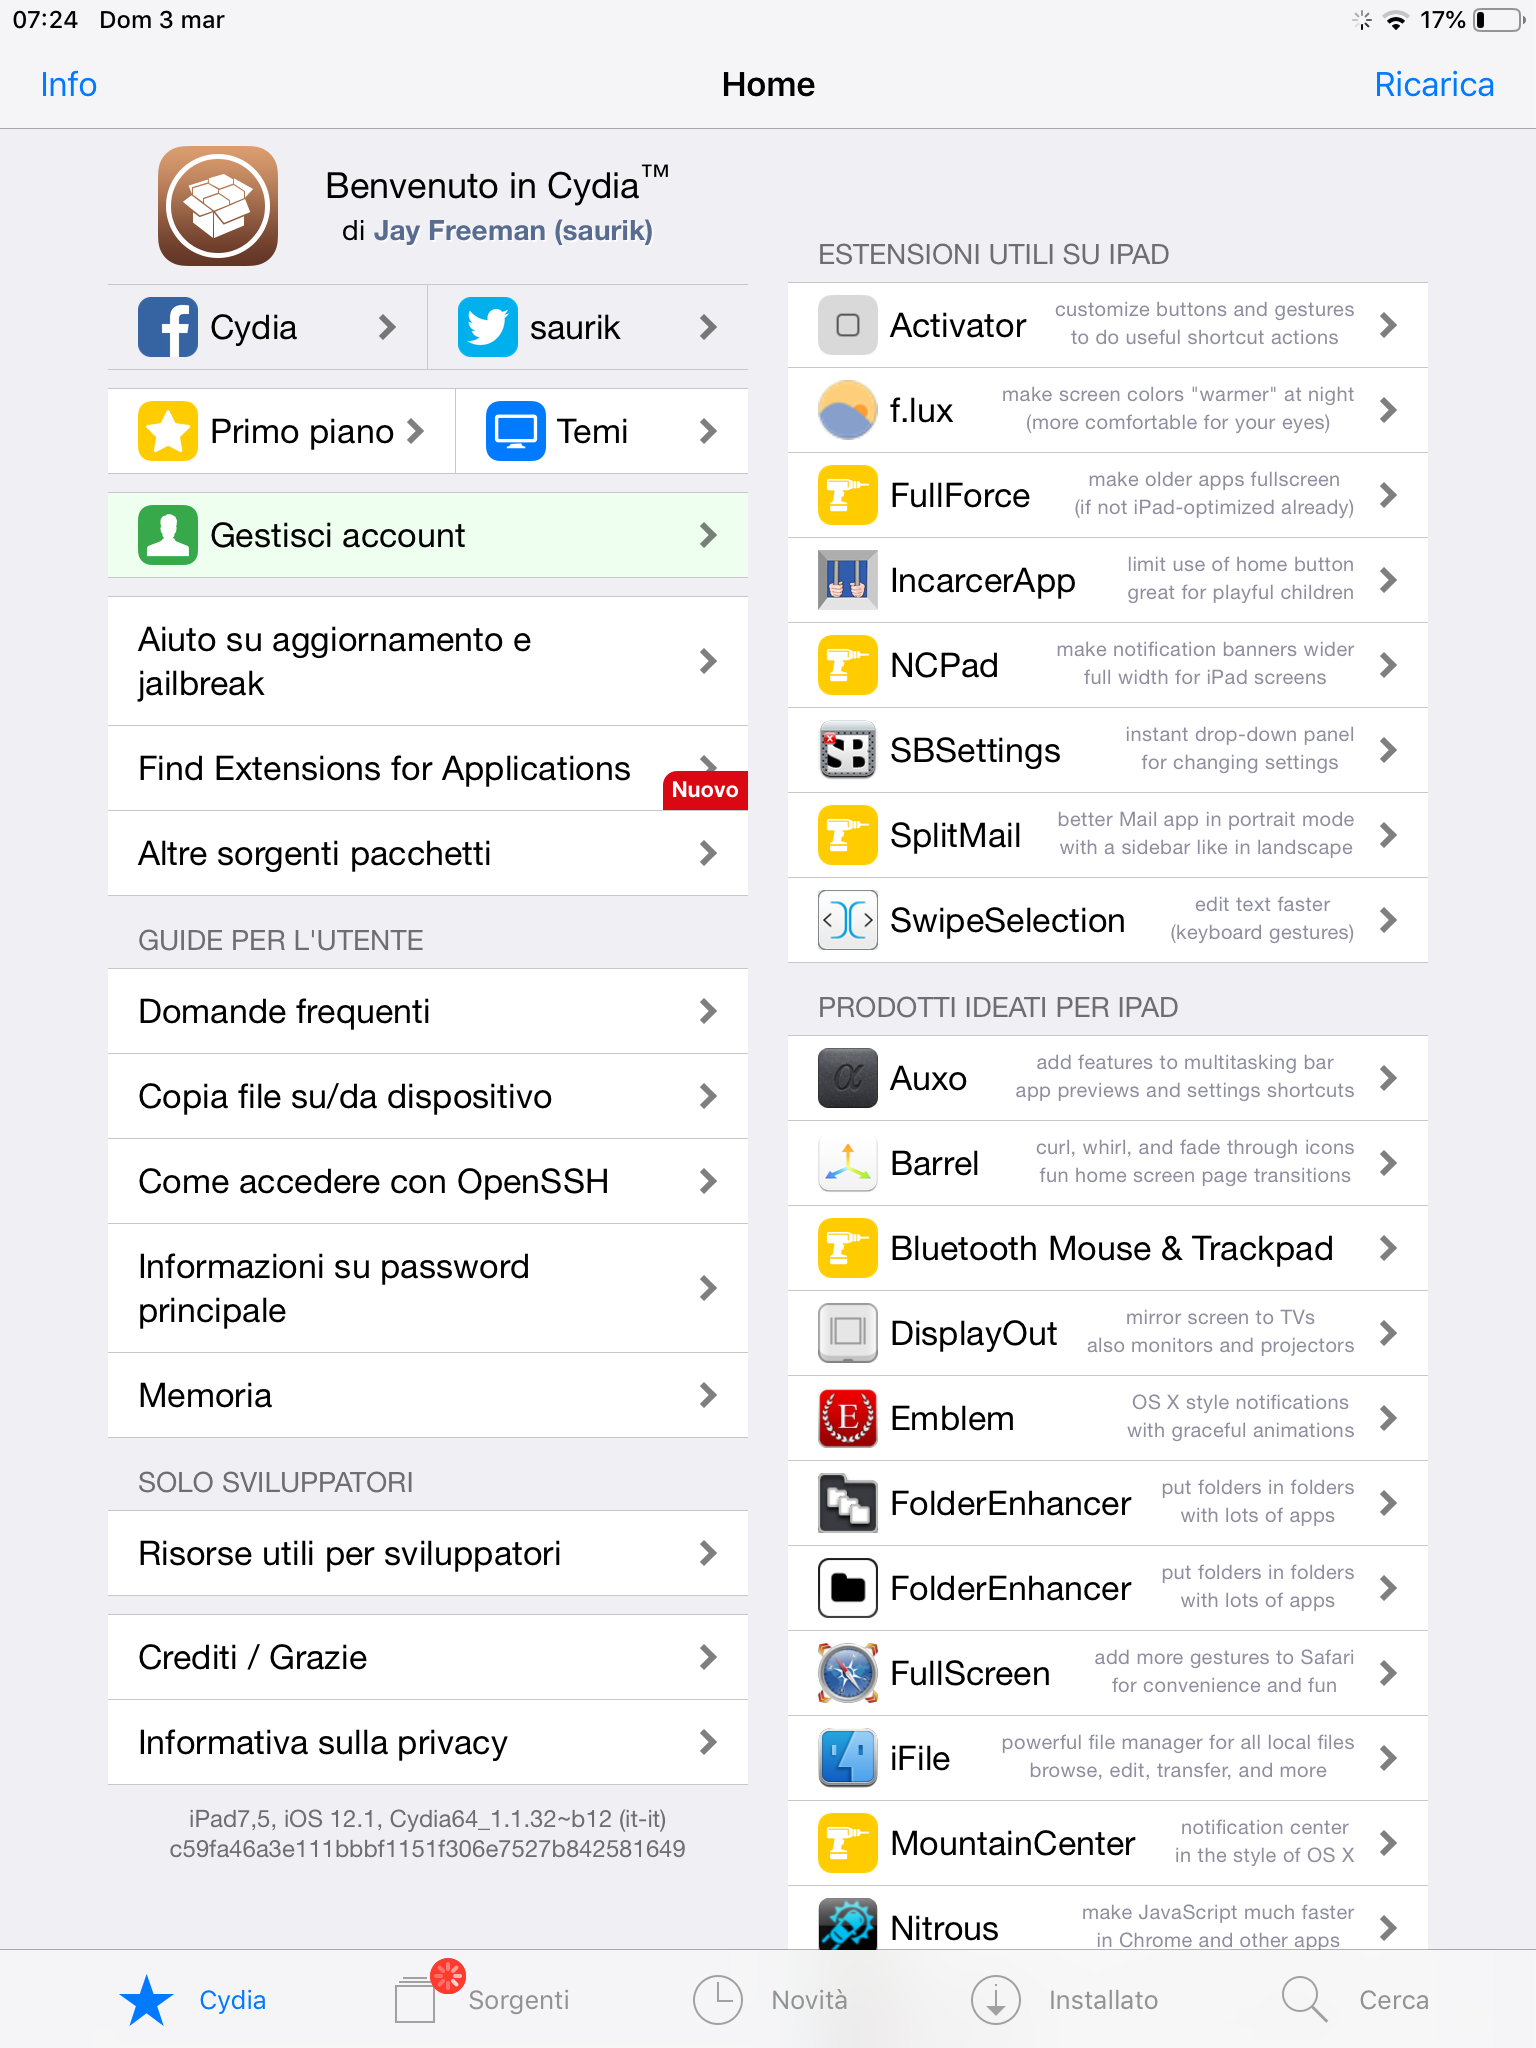 07:24 Dom 3 mar 17%
Info Home Ricarica
Benvenuto in Cydia™
di Jay Freeman (saurik)
Cydia
saurik
Primo piano
Temi
Gestisci account
Aiuto su aggiornamento e
jailbreak
Find Extensions for Applications
Nuovo
Altre sorgenti pacchetti
GUIDE PER L'UTENTE
Domande frequenti
Copia file su/da dispositivo
Come accedere con OpenSSH
Informazioni su password
principale
Memoria
SOLO SVILUPPATORI
Risorse utili per sviluppatori
Crediti / Grazie
Informativa sulla privacy
iPad7,5, iOS 12.1, Cydia64_1.1.32~b12 (it-it)
c59fa46a3e111bbbf1151f306e7527b842581649
ESTENSIONI UTILI SU IPAD
Activator
customize buttons and gestures
to do useful shortcut actions
f.lux
make screen colors "warmer" at night
(more comfortable for your eyes)
FullForce
make older apps fullscreen
(if not iPad-optimized already)
IncarcerApp
limit use of home button
great for playful children
NCPad
make notification banners wider
full width for iPad screens
SB
SBSettings
instant drop-down panel
for changing settings
SplitMail
better Mail app in portrait mode
with a sidebar like in landscape
SwipeSelection
edit text faster
(keyboard gestures)
PRODOTTI IDEATI PER IPAD
Auxo
add features to multitasking bar
app previews and settings shortcuts
Barrel
curl, whirl, and fade through icons
fun home screen page transitions
Bluetooth Mouse & Trackpad
DisplayOut
mirror screen to TVs
also monitors and projectors
E
Emblem
OS X style notifications
with graceful animations
FolderEnhancer
put folders in folders
with lots of apps
FolderEnhancer
put folders in folders
with lots of apps
FullScreen
add more gestures to Safari
for convenience and fun
iFile
powerful file manager for all local files
browse, edit, transfer, and more
MountainCenter
notification center
in the style of OS X
Nitrous
make JavaScript much faster
in Chrome and other apps
Cydia Sorgenti Novità Installato Cerca